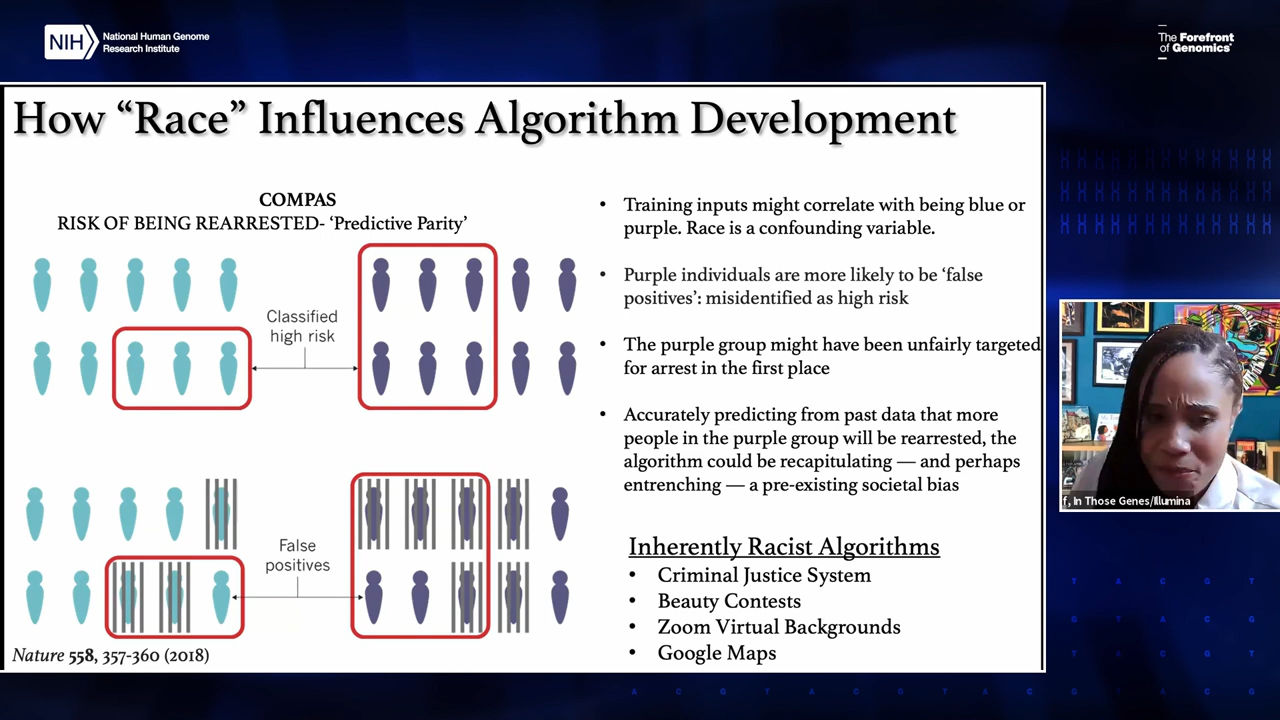 NIH
National Human Genome
Research Institute
The Forefront
of Genomics®
How “Race” Influences Algorithm Development
COMPAS
RISK OF BEING REARRESTED- ‘Predictive Parity’
Classified
high risk
False
positives
Nature 558, 357-360 (2018)
• Training inputs might correlate with being blue or
purple. Race is a confounding variable.
• Purple individuals are more likely to be ‘false
positives’: misidentified as high risk
• The purple group might have been unfairly targeted
for arrest in the first place
• Accurately predicting from past data that more
people in the purple group will be rearrested, the
algorithm could be recapitulating — and perhaps
entrenching — a pre-existing societal bias
Inherently Racist Algorithms
• Criminal Justice System
• Beauty Contests
• Zoom Virtual Backgrounds
• Google Maps
f, In Those Genes/Illumina